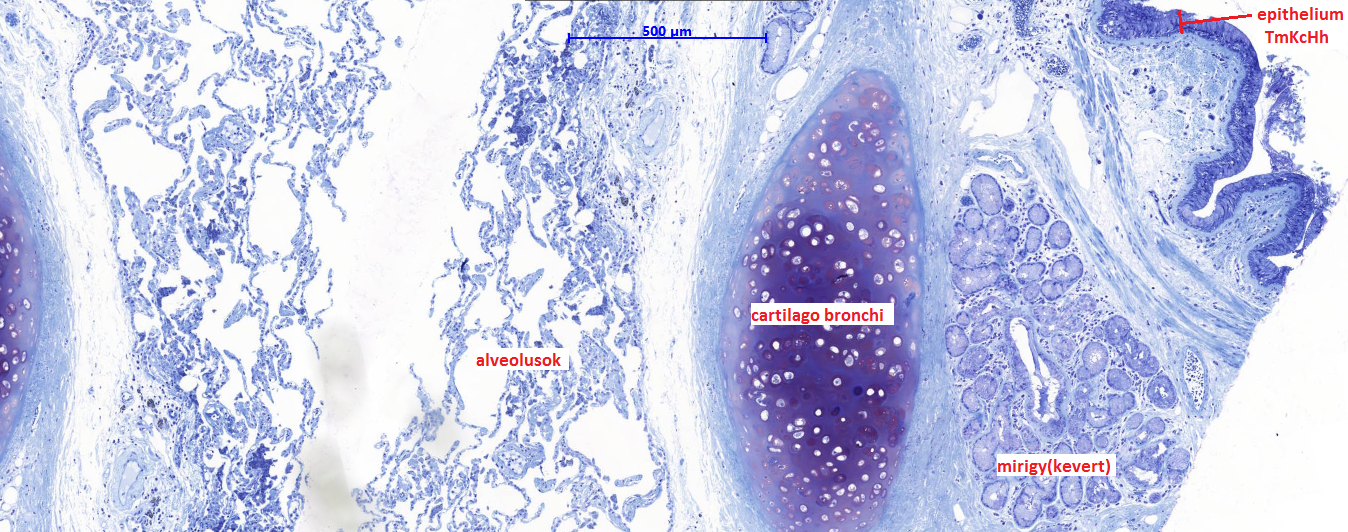 epithelium
TmKcHh
500 µm
cartilago bronchi
alveolusok
mirigy(kevert)